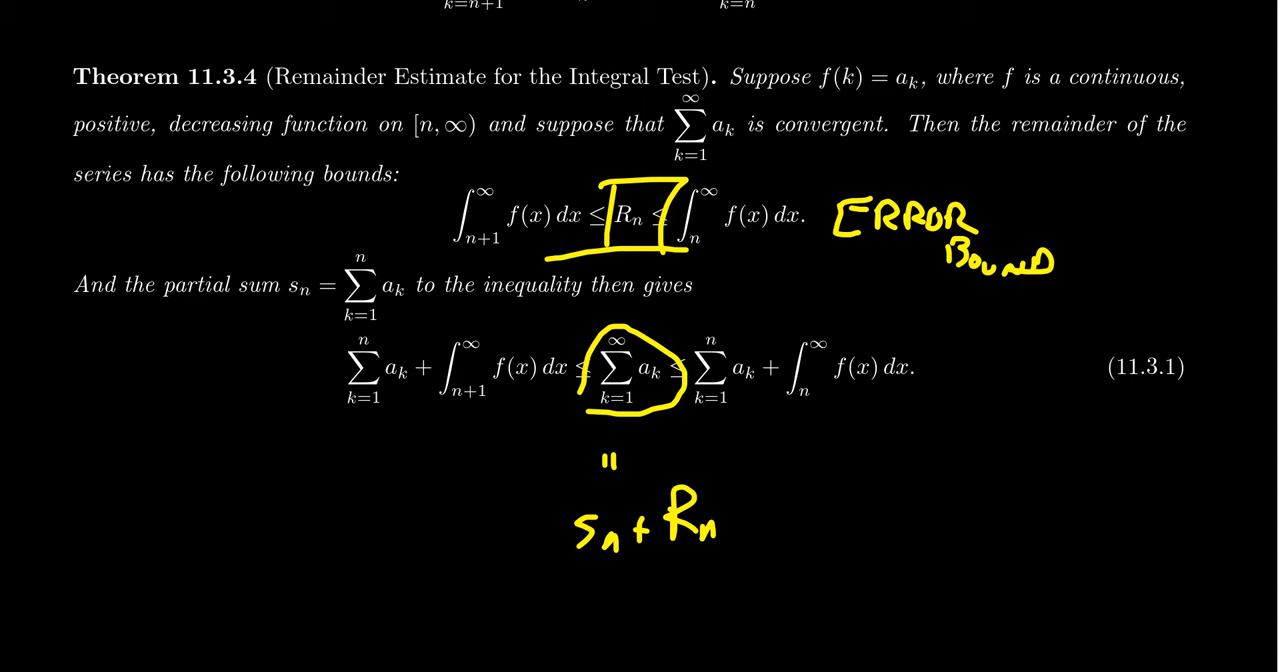 k=n+1 k=n
Theorem 11.3.4 (Remainder Estimate for the Integral Test). Suppose f(k) = a_k, where f is a continuous,
positive, decreasing function on [n, ∞) and suppose that ∑_{k=1}^{∞} a_k is convergent. Then the remainder of the
series has the following bounds:
∫_{n+1}^{∞} f(x) dx ≤ R_n ≤ ∫_{n}^{∞} f(x) dx. ERROR
BOUND
And the partial sum s_n = ∑_{k=1}^{n} a_k to the inequality then gives
∑_{k=1}^{n} a_k + ∫_{n+1}^{∞} f(x) dx ≤ ∑_{k=1}^{∞} a_k ≤ ∑_{k=1}^{n} a_k + ∫_{n}^{∞} f(x) dx. (11.3.1)
=
s_n + R_n